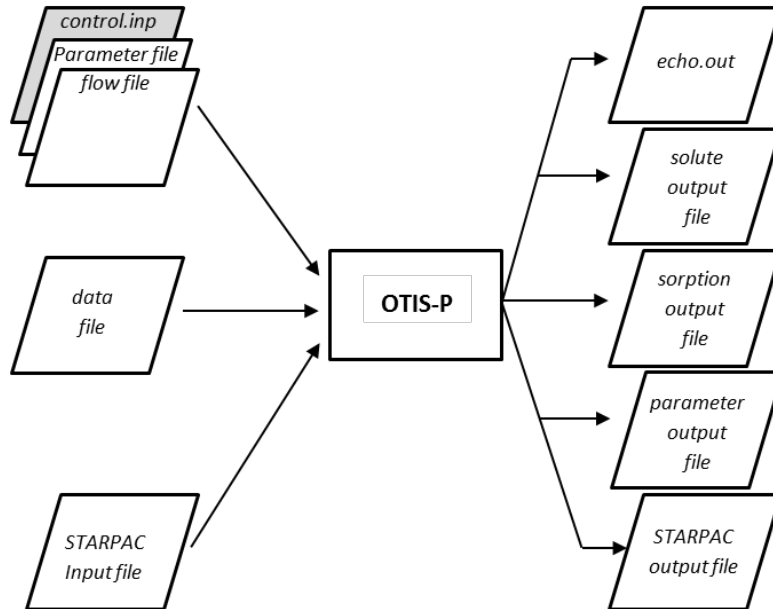 control.inp
Parameter file
flow file
data
file
STARPAC
Input file
OTIS-P
echo.out
solute
output
file
sorption
output
file
parameter
output
file
STARPAC
output file